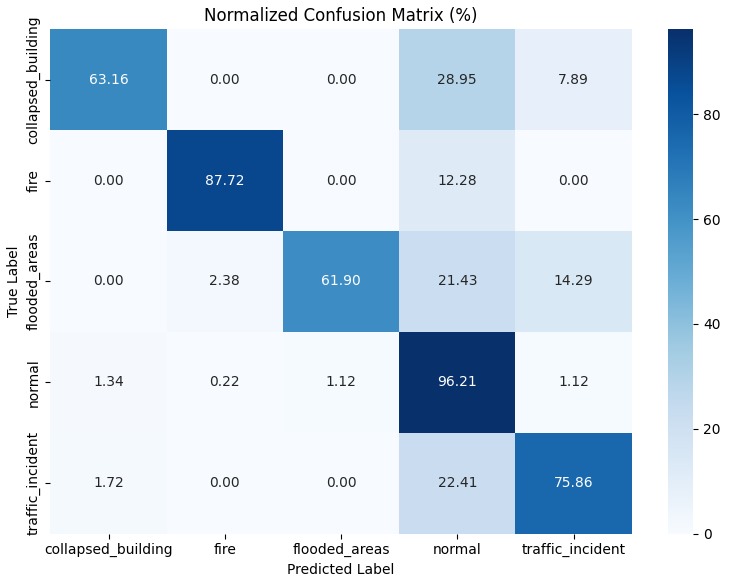 Normalized Confusion Matrix (%)
True Label
collapsed_building
63.16 0.00 0.00 28.95 7.89
fire
0.00 87.72 0.00 12.28 0.00
flooded_areas
0.00 2.38 61.90 21.43 14.29
normal
1.34 0.22 1.12 96.21 1.12
traffic_incident
1.72 0.00 0.00 22.41 75.86
collapsed_building fire flooded_areas normal traffic_incident
Predicted Label
80
60
40
20
0